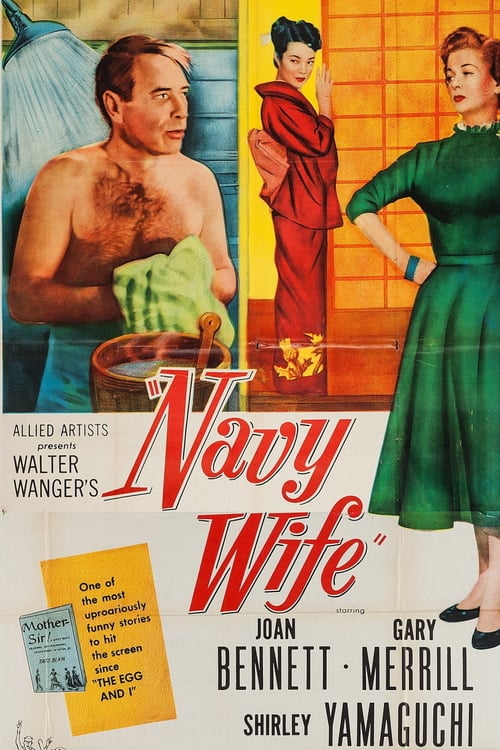 ALLIED ARTISTS
presents
WALTER
WANGER'S
"Navy
Wife"
starring
JOAN
BENNETT ·
GARY
MERRILL
SHIRLEY YAMAGUCHI
One of
the most
uproariously
funny stories
to hit
the screen
since
"THE EGG
AND I"
Mother-
Sir!